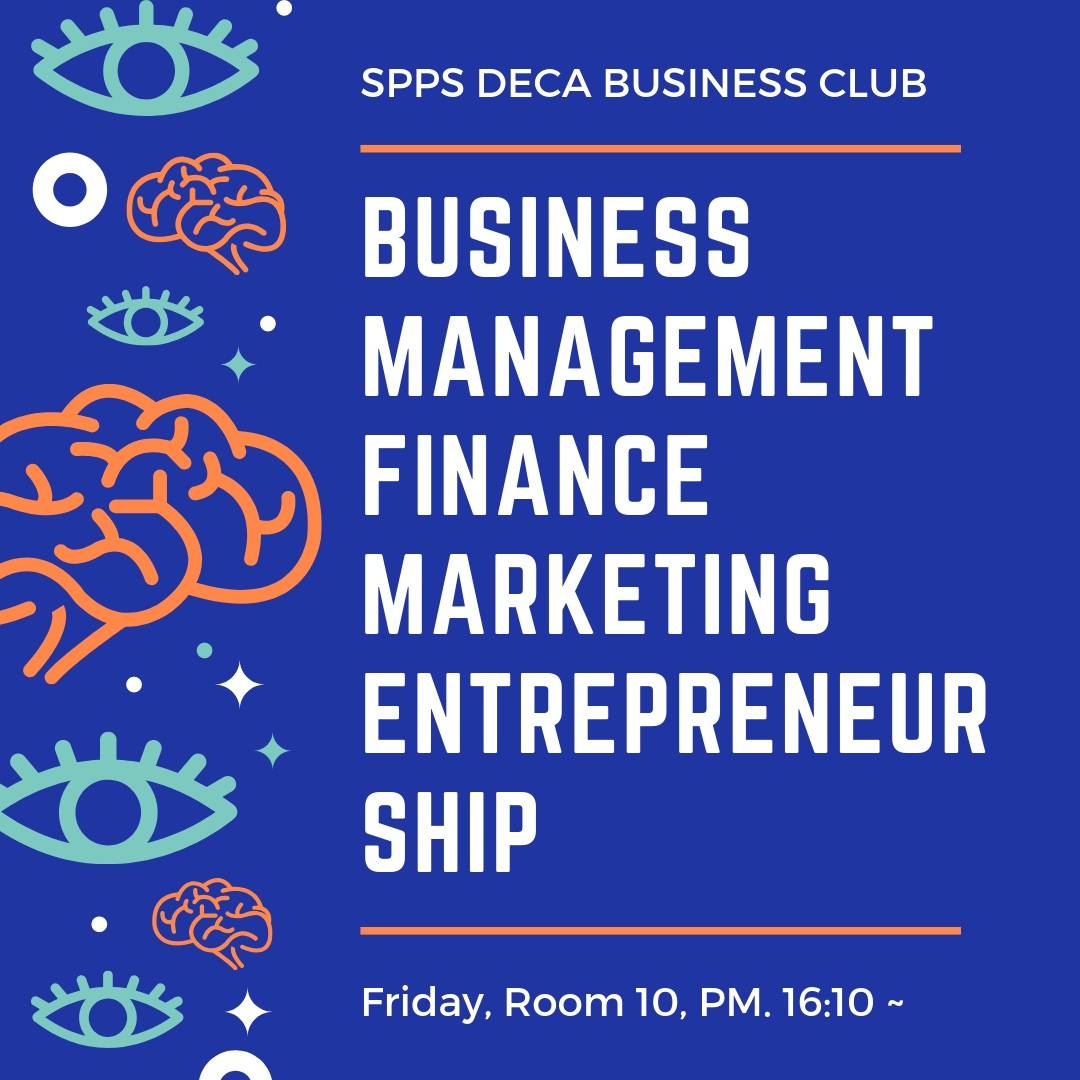 SPPS DECA BUSINESS CLUB
BUSINESS
MANAGEMENT
FINANCE
MARKETING
ENTREPRENEUR
SHIP
Friday, Room 10, PM. 16:10 ~